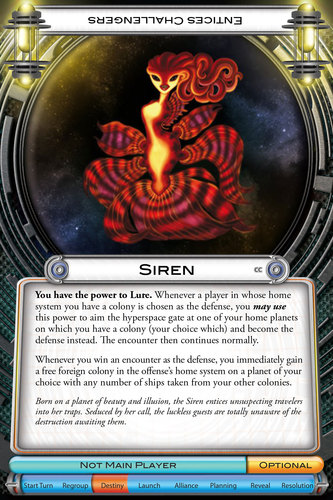 ENTICES CHALLENGERS
SIREN
CC
You have the power to Lure. Whenever a player in whose home
system you have a colony is chosen as the defense, you may use
this power to aim the hyperspace gate at one of your home planets
on which you have a colony (your choice which) and become the
defense instead. The encounter then continues normally.
Whenever you win an encounter as the defense, you immediately gain
a free foreign colony in the offense's home system on a planet of your
choice with any number of ships taken from your other colonies.
Born on a planet of beauty and illusion, the Siren entices unsuspecting travelers
into her traps. Seduced by her call, the luckless guests are totally unaware of the
destruction awaiting them.
NOT MAIN PLAYER
OPTIONAL
Start Turn Regroup Destiny Launch Alliance Planning Reveal Resolution